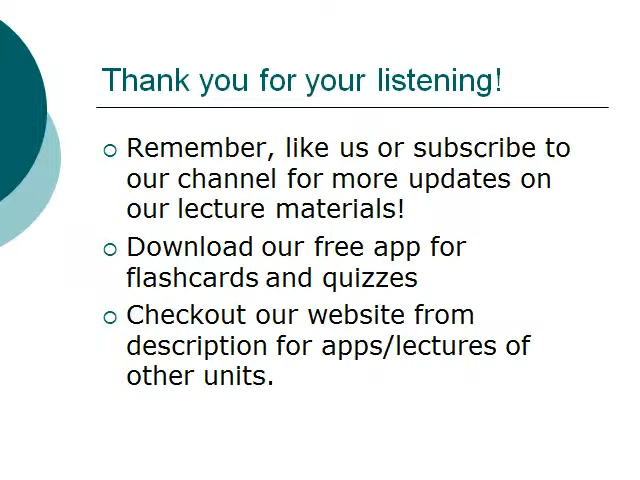 Thank you for your listening!
Remember, like us or subscribe to
our channel for more updates on
our lecture materials!
Download our free app for
flashcards and quizzes
Checkout our website from
description for apps/lectures of
other units.